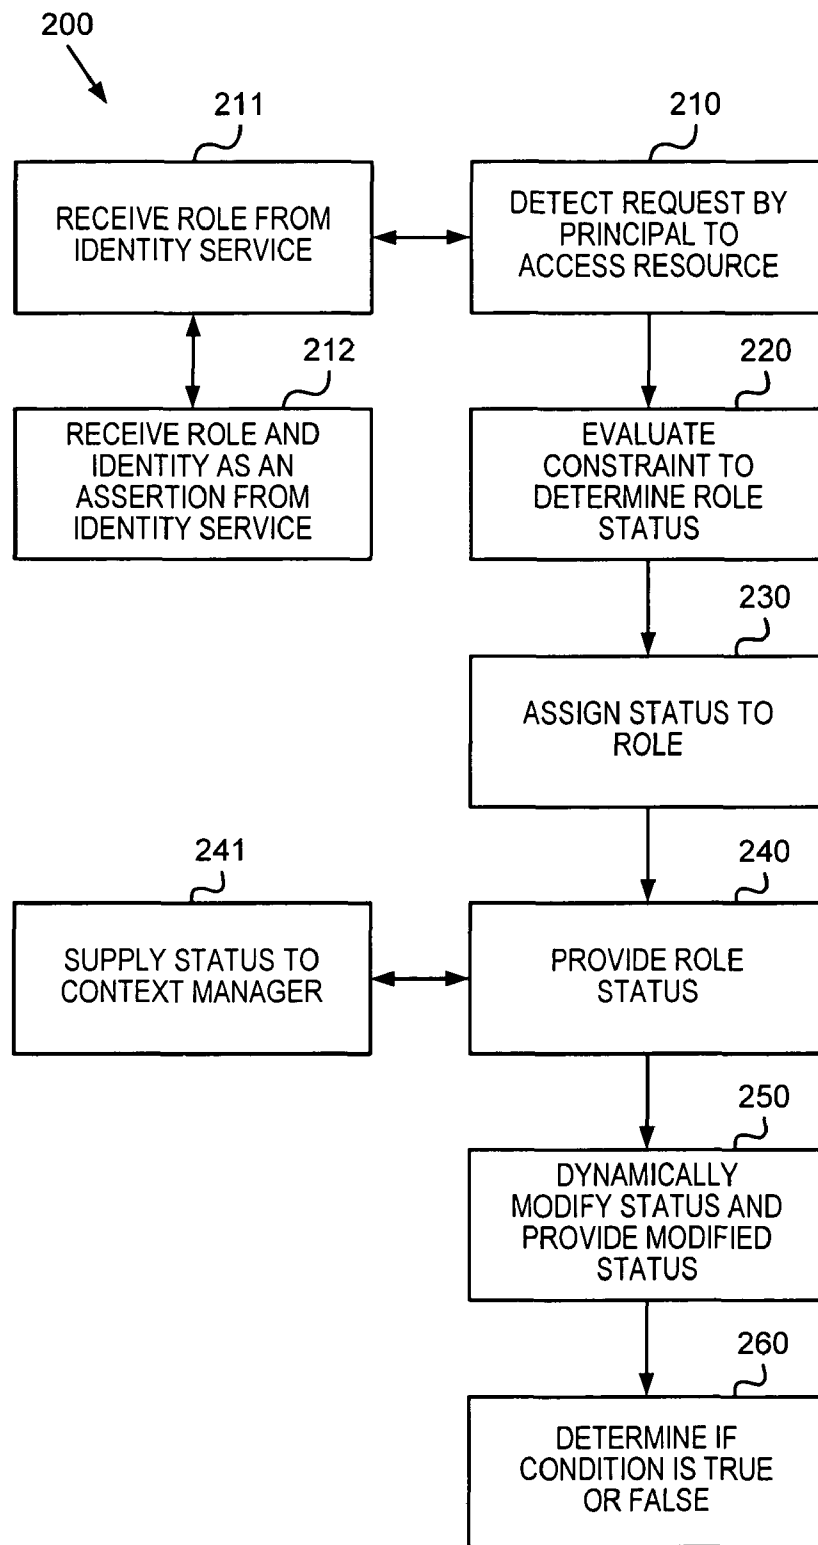 200
211
210
RECEIVE ROLE FROM
IDENTITY SERVICE
DETECT REQUEST BY
PRINCIPAL TO
ACCESS RESOURCE
212
220
RECEIVE ROLE AND
IDENTITY AS AN
ASSERTION FROM
IDENTITY SERVICE
EVALUATE
CONSTRAINT TO
DETERMINE ROLE
STATUS
230
ASSIGN STATUS TO
ROLE
241
240
SUPPLY STATUS TO
CONTEXT MANAGER
PROVIDE ROLE
STATUS
250
DYNAMICALLY
MODIFY STATUS AND
PROVIDE MODIFIED
STATUS
260
DETERMINE IF
CONDITION IS TRUE
OR FALSE